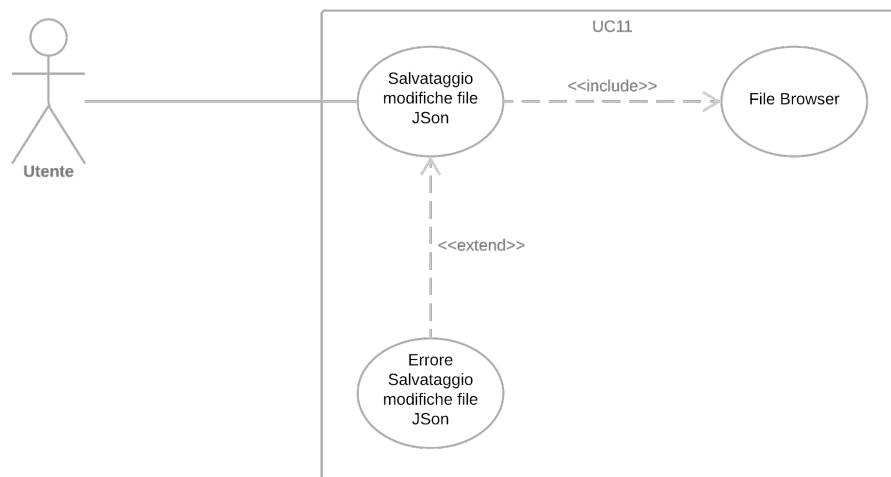 UC11
Salvataggio
modifiche file
JSon
<<include>>
File Browser
Utente
<<extend>>
Errore
Salvataggio
modifiche file
JSon